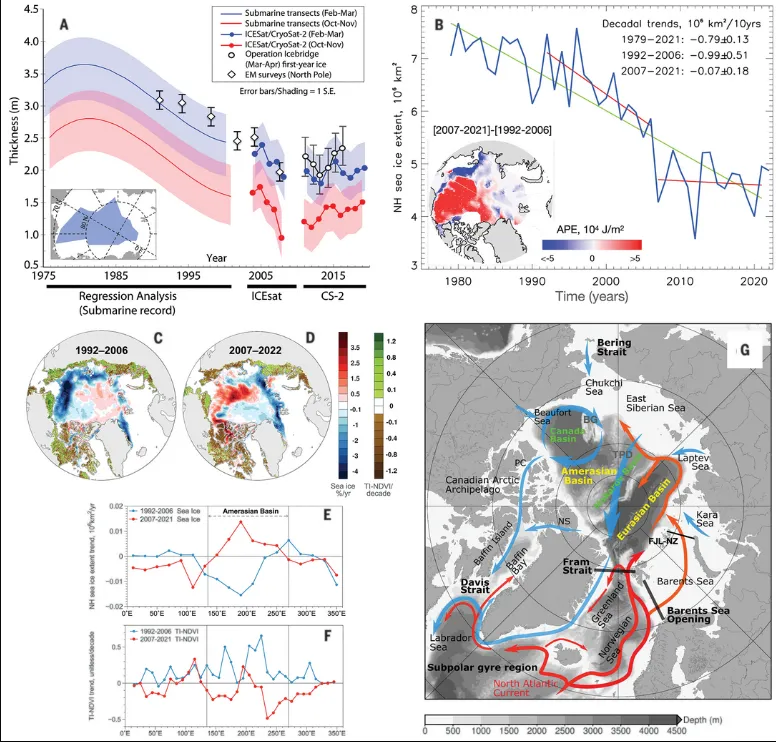 A
Submarine transects (Feb-Mar)
Submarine transects (Oct-Nov)
ICESat/CryoSat-2 (Feb-Mar)
ICESat/CryoSat-2 (Oct-Nov)
Operation Icebridge
(Mar-Apr) first-year ice
EM surveys (North Pole)
Error bars/Shading = 1 S.E.
Thickness (m)
4.5
4.0
3.5
3.0
2.5
2.0
1.5
1.0
0.5
Year
1975
1985
1995
2005
2015
Regression Analysis
(Submarine record)
ICEsat
CS-2
B
Decadal trends, 10⁶ km²/10yrs
1979-2021: -0.79±0.13
1992-2006: -0.99±0.51
2007-2021: -0.07±0.18
NH sea ice extent, 10⁶ km²
8
7
6
5
4
3
[2007-2021]-[1992-2006]
APE, 10⁴ J/m²
<-5
0
>5
1980
1990
2000
2010
2020
Time (years)
C
1992–2006
D
2007–2022
3.5
2.5
1.5
0.5
-0.1
-0.5
-1
-2
-3
-4
Sea ice
%/yr
1.2
0.8
0.4
0.1
0
-0.1
-0.4
-0.8
-1.2
TI-NDVI/
decade
E
1992-2006 Sea Ice
2007-2021 Sea Ice
Amerasian Basin
NH sea ice extent trend, 10⁶km²/yr
0.02
0.01
0
−0.01
−0.02
0
50°E
100°E
150°E
200°E
250°E
300°E
350°E
F
1992-2006 TI-NDVI
2007-2021 TI-NDVI
TI-NDVI trend, unitless/decade
0.5
0
−0.5
0
50°E
100°E
150°E
200°E
250°E
300°E
350°E
G
Bering
Strait
Chukchi
Sea
East
Siberian Sea
Beaufort
Sea
BG
Canada
Basin
TPD
Laptev
Sea
PC
Amerasian
Basin
Canadian Arctic
Archipelago
Eurasian Basin
Kara
Sea
NS
Baffin Island
FJL-NZ
Baffin
Bay
Fram
Strait
Barents Sea
Davis
Strait
Greenland
Sea
Barents Sea
Opening
Labrador
Sea
Norwegian
Sea
Subpolar gyre region
North Atlantic
Current
Depth (m)
0
500
1000
1500
2000
2500
3000
3500
4000
4500